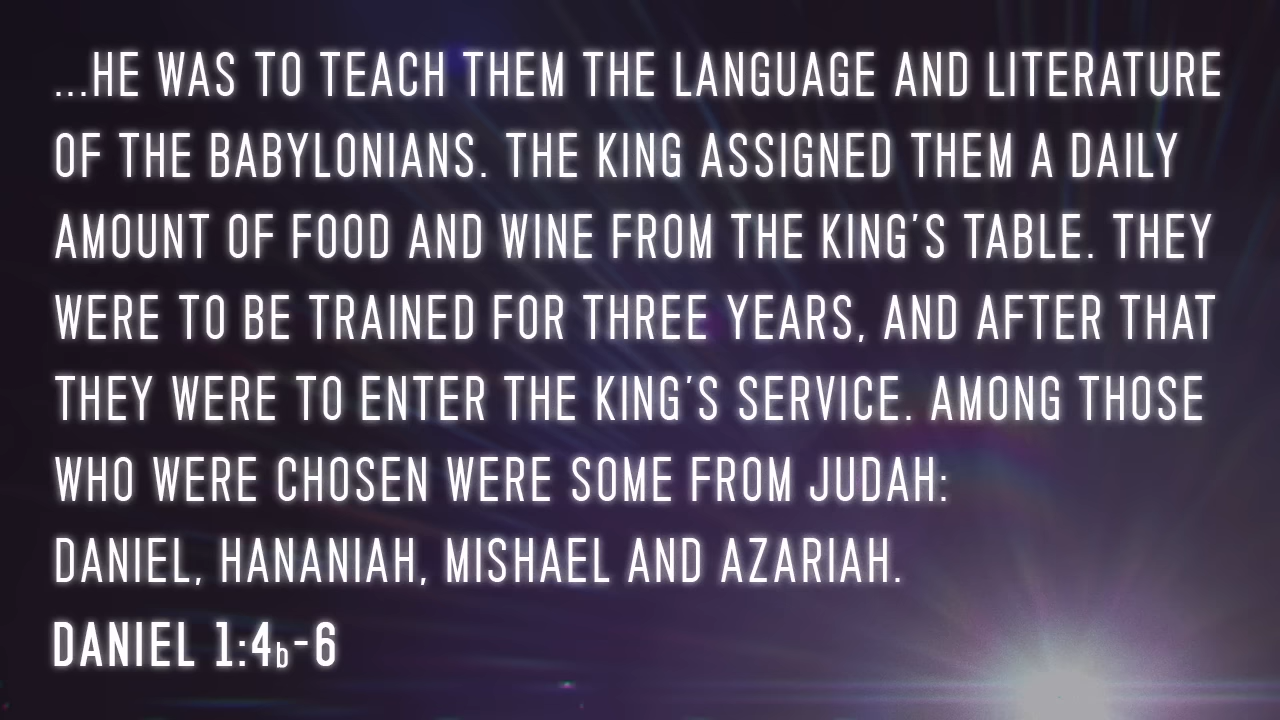 ...HE WAS TO TEACH THEM THE LANGUAGE AND LITERATURE
OF THE BABYLONIANS. THE KING ASSIGNED THEM A DAILY
AMOUNT OF FOOD AND WINE FROM THE KING'S TABLE. THEY
WERE TO BE TRAINED FOR THREE YEARS, AND AFTER THAT
THEY WERE TO ENTER THE KING'S SERVICE. AMONG THOSE
WHO WERE CHOSEN WERE SOME FROM JUDAH:
DANIEL, HANANIAH, MISHAEL AND AZARIAH.
DANIEL 1:4b-6